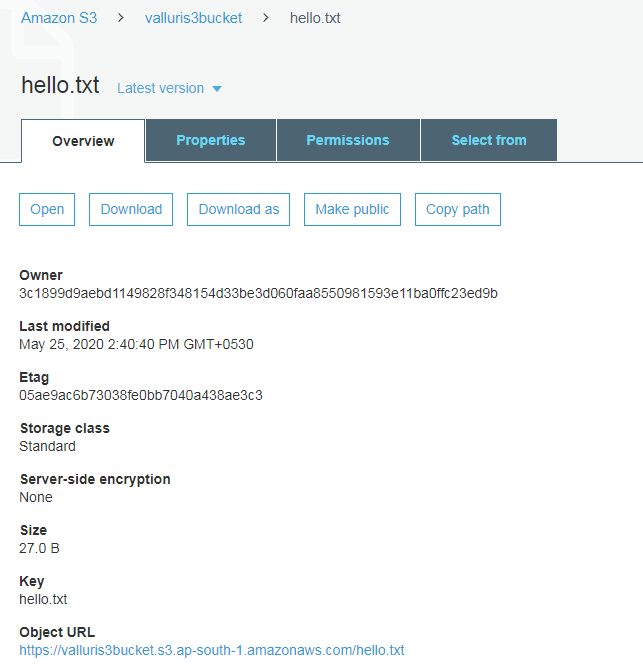 Amazon S3 > valluris3bucket > hello.txt
hello.txt Latest version
Overview Properties Permissions Select from
Open Download Download as Make public Copy path
Owner
3c1899d9aebd1149828f348154d33be3d060faa8550981593e11ba0ffc23ed9b
Last modified
May 25, 2020 2:40:40 PM GMT+0530
Etag
05ae9ac6b73038fe0bb7040a438ae3c3
Storage class
Standard
Server-side encryption
None
Size
27.0 B
Key
hello.txt
Object URL
https://valluris3bucket.s3.ap-south-1.amazonaws.com/hello.txt